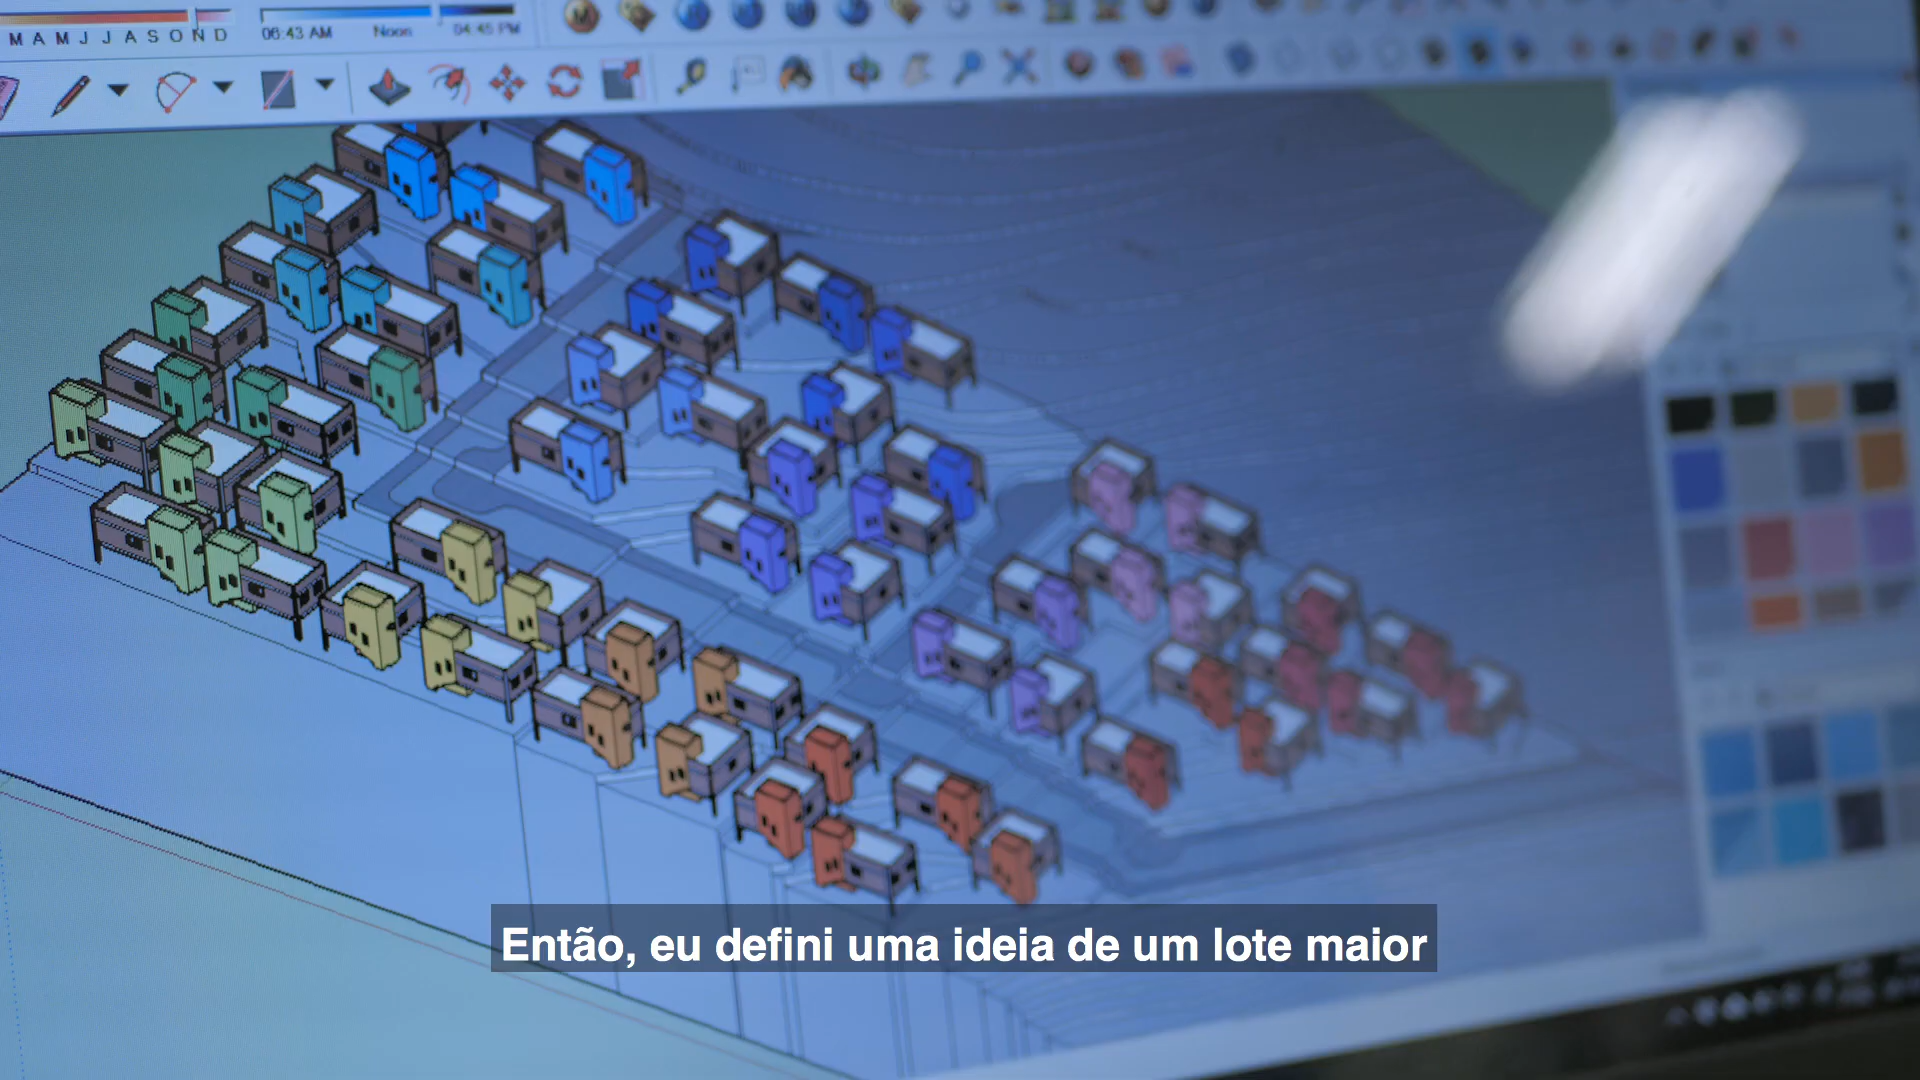 M A M J J A S O N D
06:43 AM Noon 04:45 PM
Então, eu defini uma ideia de um lote maior